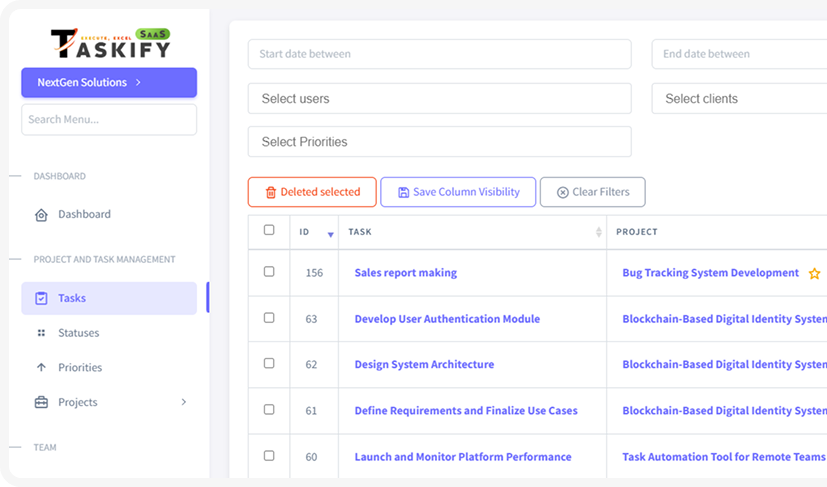 EXECUTE, EXCEL SAAS
TASKIFY
NextGen Solutions
Search Menu...
DASHBOARD
Dashboard
PROJECT AND TASK MANAGEMENT
Tasks
Statuses
Priorities
Projects
TEAM
Start date between End date between
Select users Select clients
Select Priorities
Deleted selected Save Column Visibility Clear Filters
ID TASK PROJECT
156 Sales report making Bug Tracking System Development
63 Develop User Authentication Module Blockchain-Based Digital Identity System
62 Design System Architecture Blockchain-Based Digital Identity System
61 Define Requirements and Finalize Use Cases Blockchain-Based Digital Identity System
60 Launch and Monitor Platform Performance Task Automation Tool for Remote Teams